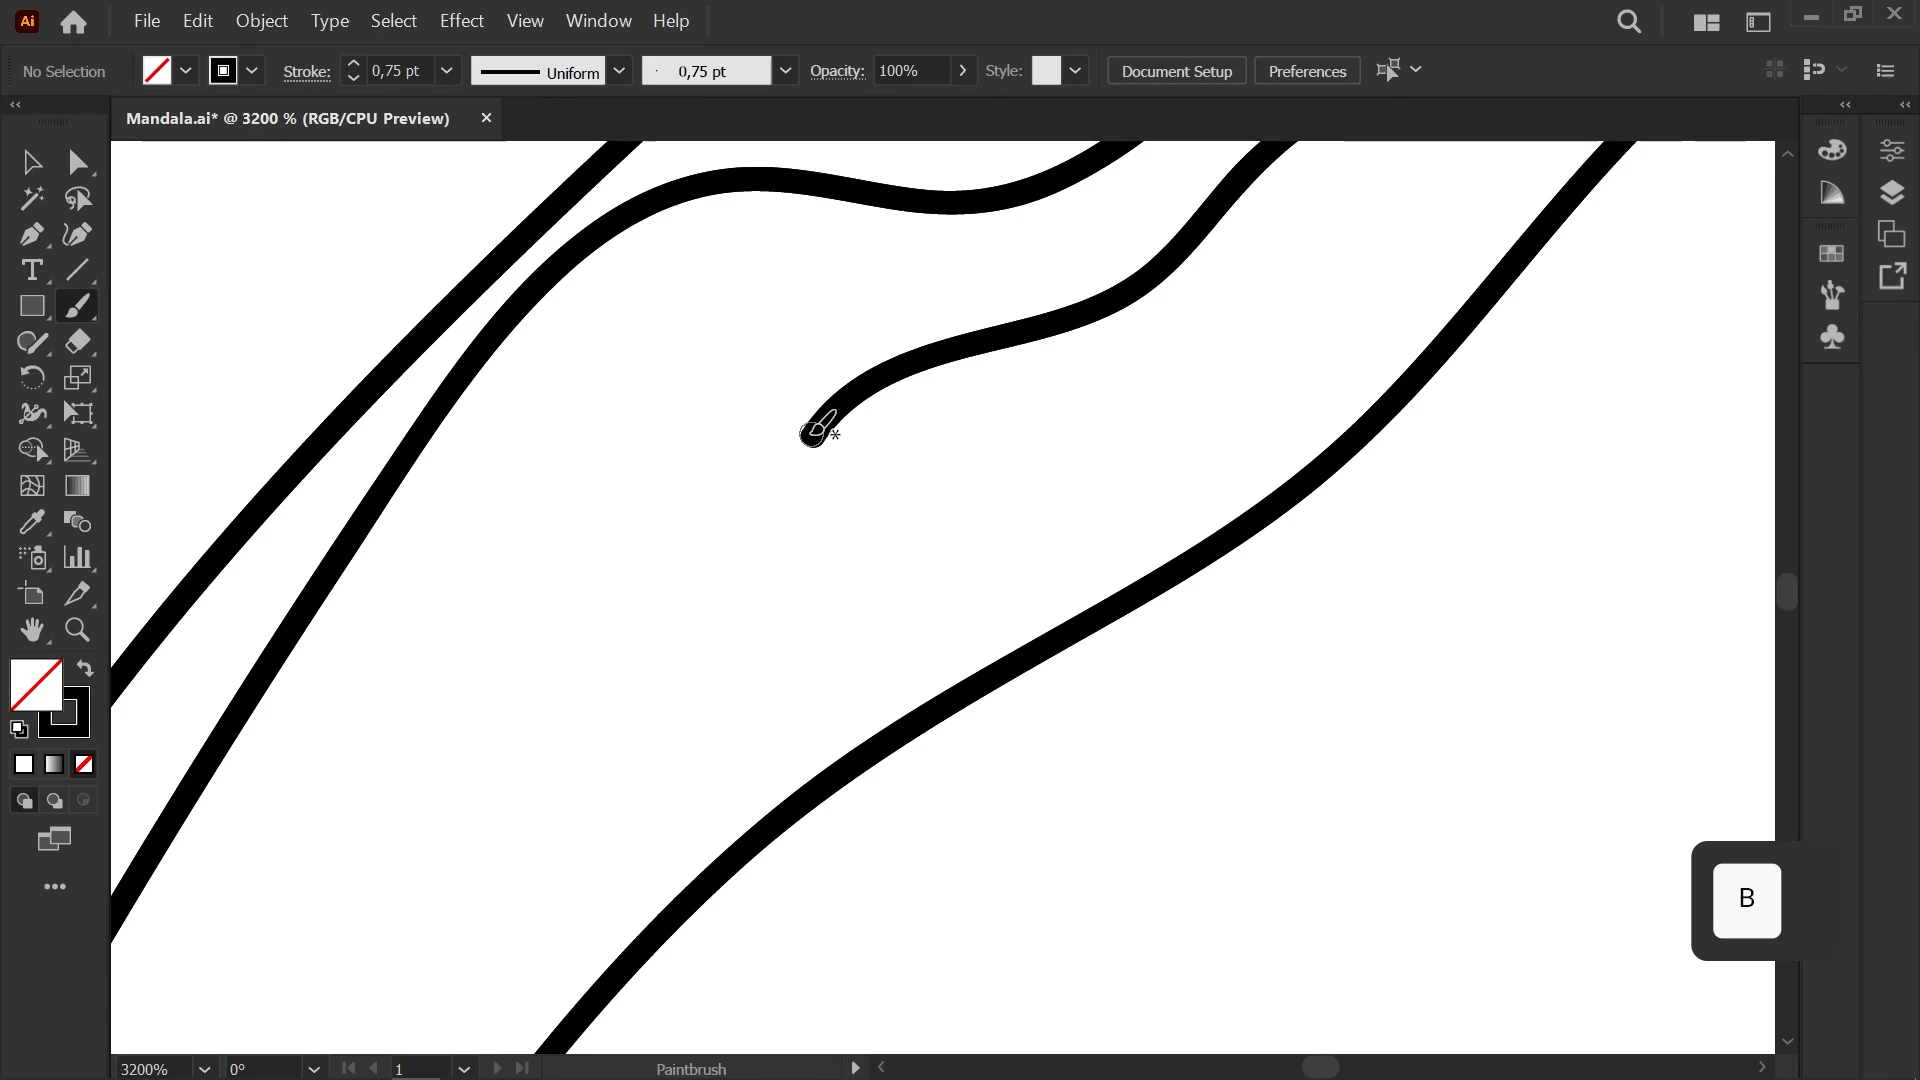 Ai File Edit Object Type Select Effect View Window Help
No Selection Stroke: 0,75 pt Uniform 0,75 pt Opacity: 100% Style: Document Setup Preferences
Mandala.ai* @ 3200 % (RGB/CPU Preview)
B
3200% 0° 1 Paintbrush